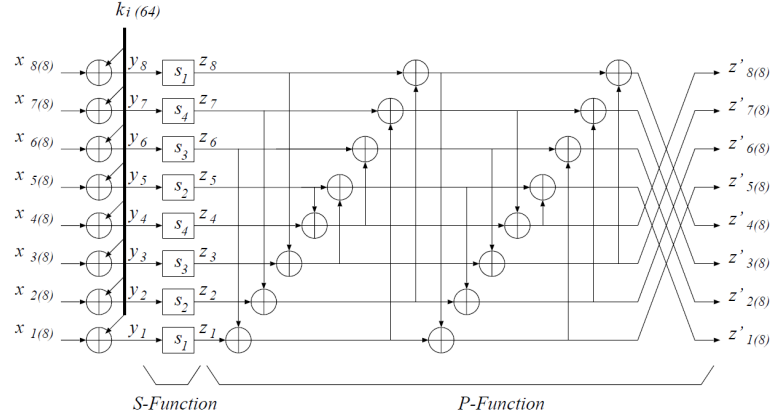 k i (64)
x 8(8) y 8 s1 z 8 z' 8(8)
x 7(8) y 7 s4 z 7 z' 7(8)
x 6(8) y 6 s3 z 6 z' 6(8)
x 5(8) y 5 s2 z 5 z' 5(8)
x 4(8) y 4 s4 z 4 z' 4(8)
x 3(8) y 3 s3 z 3 z' 3(8)
x 2(8) y 2 s2 z 2 z' 2(8)
x 1(8) y 1 s1 z 1 z' 1(8)
S-Function P-Function